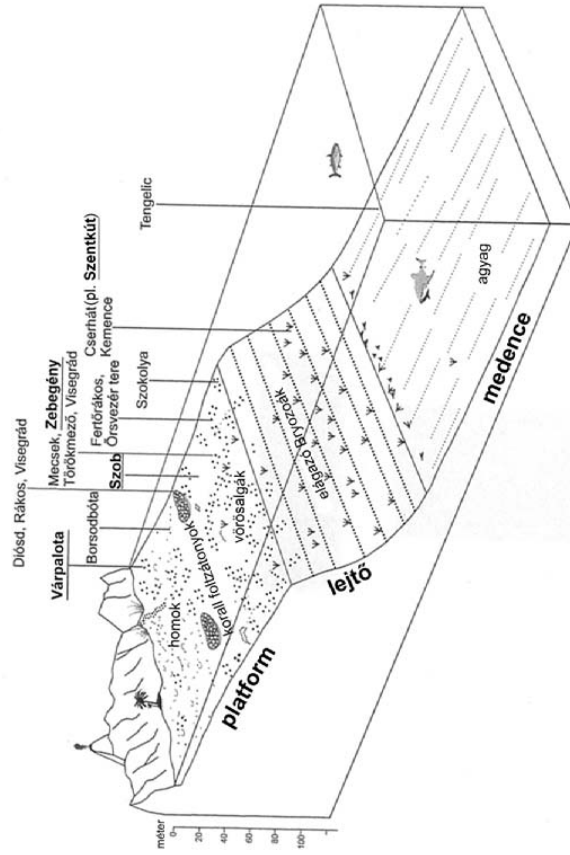 Várpalota
Borsodbóta
Diósd, Rákos, Visegrád
Szob
Mecsek, Zebegény
Törökmező, Visegrád
Fertőrákos,
Örsvezér tere
Szokolya
Cserhát(pl. Szentkút)
Kemence
Tengelic
méter
0
20
40
60
80
100
homok
korall foltzátonyok
vörösalgák
elágazó Bryozoák
agyag
platform
lejtő
medence